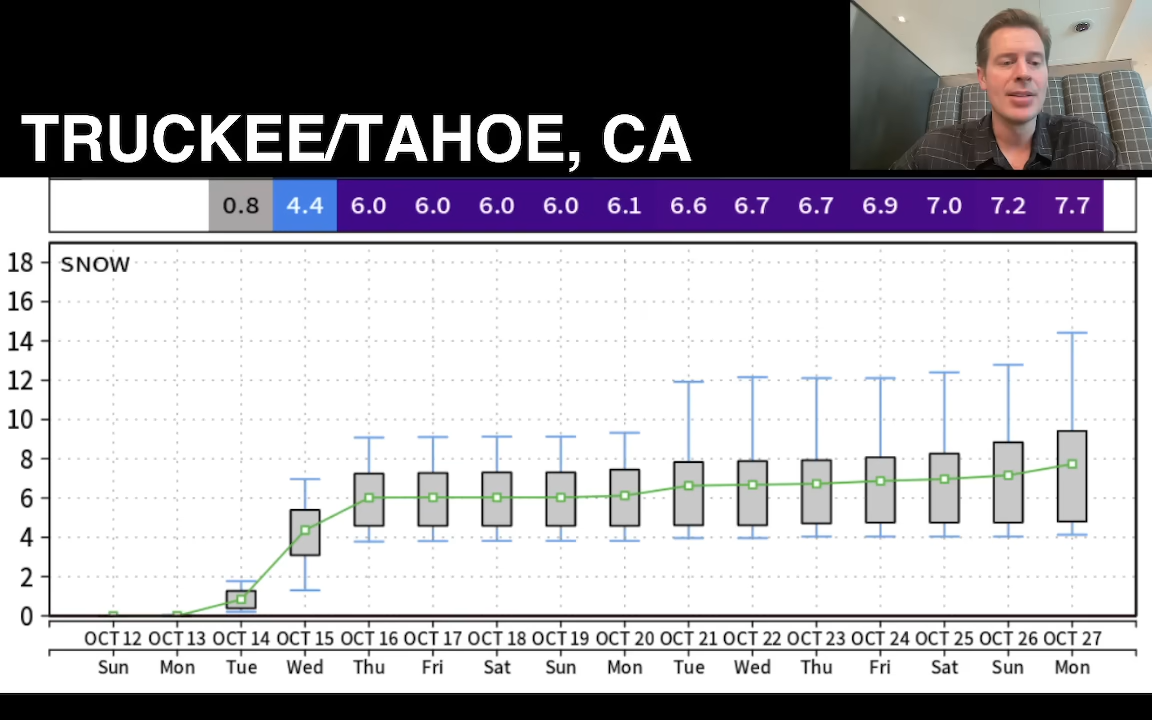 TRUCKEE/TAHOE, CA
0.8 4.4 6.0 6.0 6.0 6.0 6.1 6.6 6.7 6.7 6.9 7.0 7.2 7.7
SNOW
18
16
14
12
10
8
6
4
2
0
OCT 12 OCT 13 OCT 14 OCT 15 OCT 16 OCT 17 OCT 18 OCT 19 OCT 20 OCT 21 OCT 22 OCT 23 OCT 24 OCT 25 OCT 26 OCT 27
Sun Mon Tue Wed Thu Fri Sat Sun Mon Tue Wed Thu Fri Sat Sun Mon